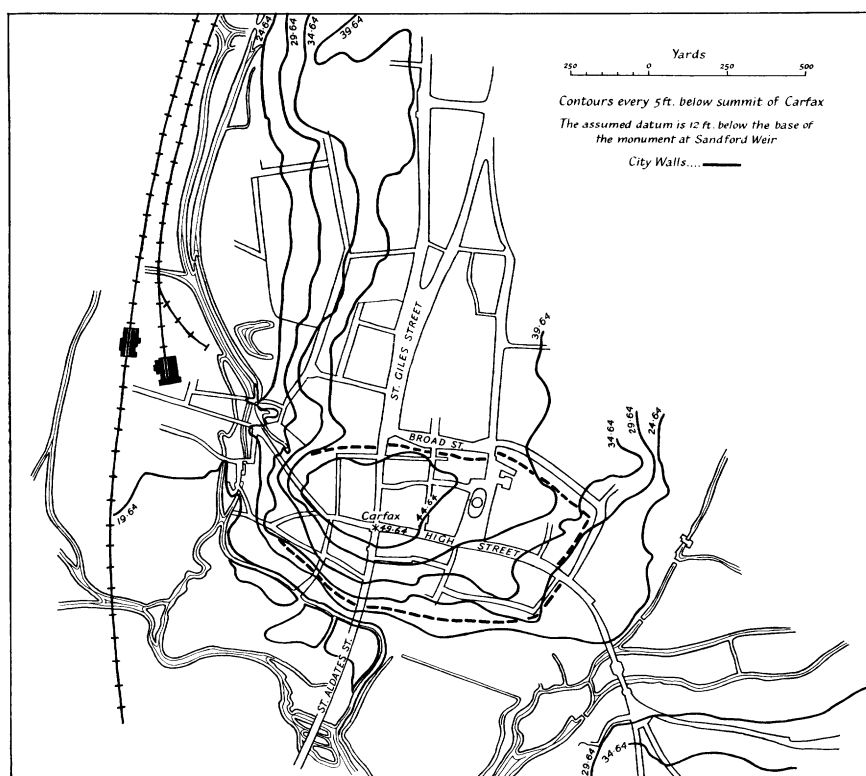 24·64
29·64
34·64
39·64
Yards
250 0 250 500
Contours every 5ft. below summit of Carfax
The assumed datum is 12 ft. below the base of
the monument at Sandford Weir
City Walls....
ST. GILES STREET
39·64
34·64
29·64
24·64
BROAD ST.
44·64
Carfax
49·64
HIGH STREET
19·64
ST. ALDATES ST.
29·64
34·64